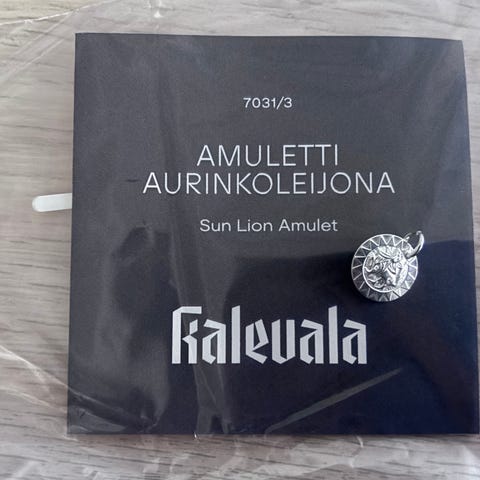 7031/3
AMULETTI
AURINKOLEIJONA
Sun Lion Amulet
Kalevala